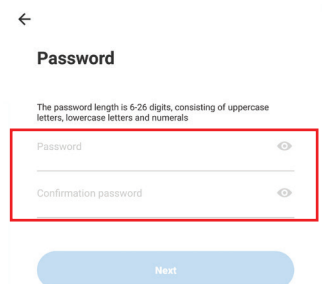 Password
The password length is 6-26 digits, consisting of uppercase
letters, lowercase letters and numerals
Password
Confirmation password
Next